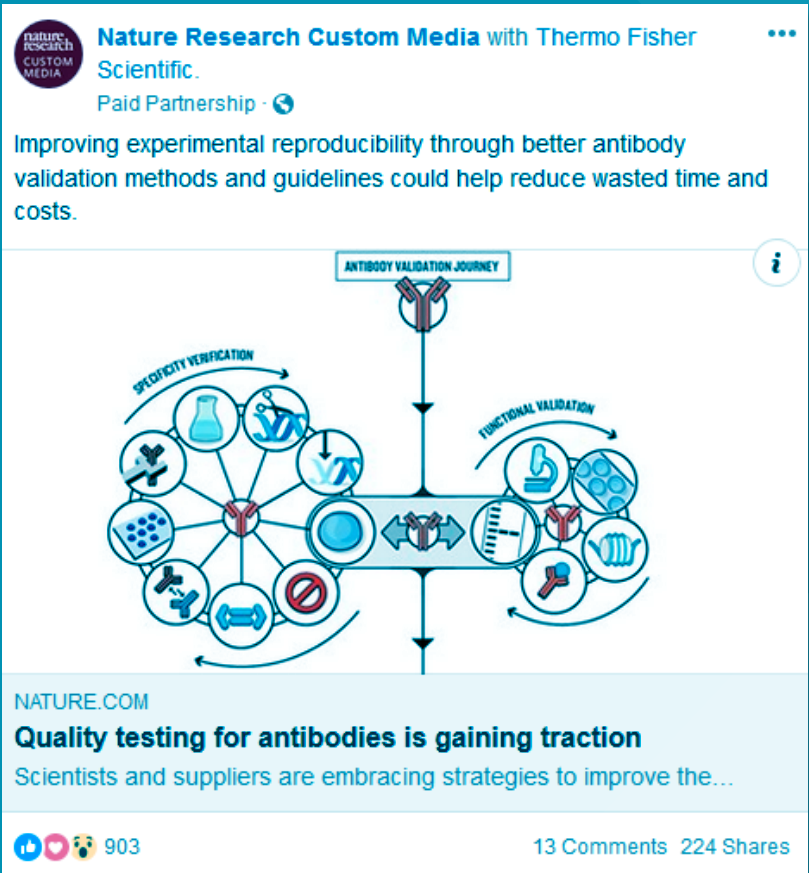 nature research
CUSTOM
MEDIA
Nature Research Custom Media with Thermo Fisher
Scientific.
Paid Partnership ·
Improving experimental reproducibility through better antibody
validation methods and guidelines could help reduce wasted time and
costs.
ANTIBODY VALIDATION JOURNEY
i
SPECIFICITY VERIFICATION
FUNCTIONAL VALIDATION
NATURE.COM
Quality testing for antibodies is gaining traction
Scientists and suppliers are embracing strategies to improve the...
903 13 Comments 224 Shares